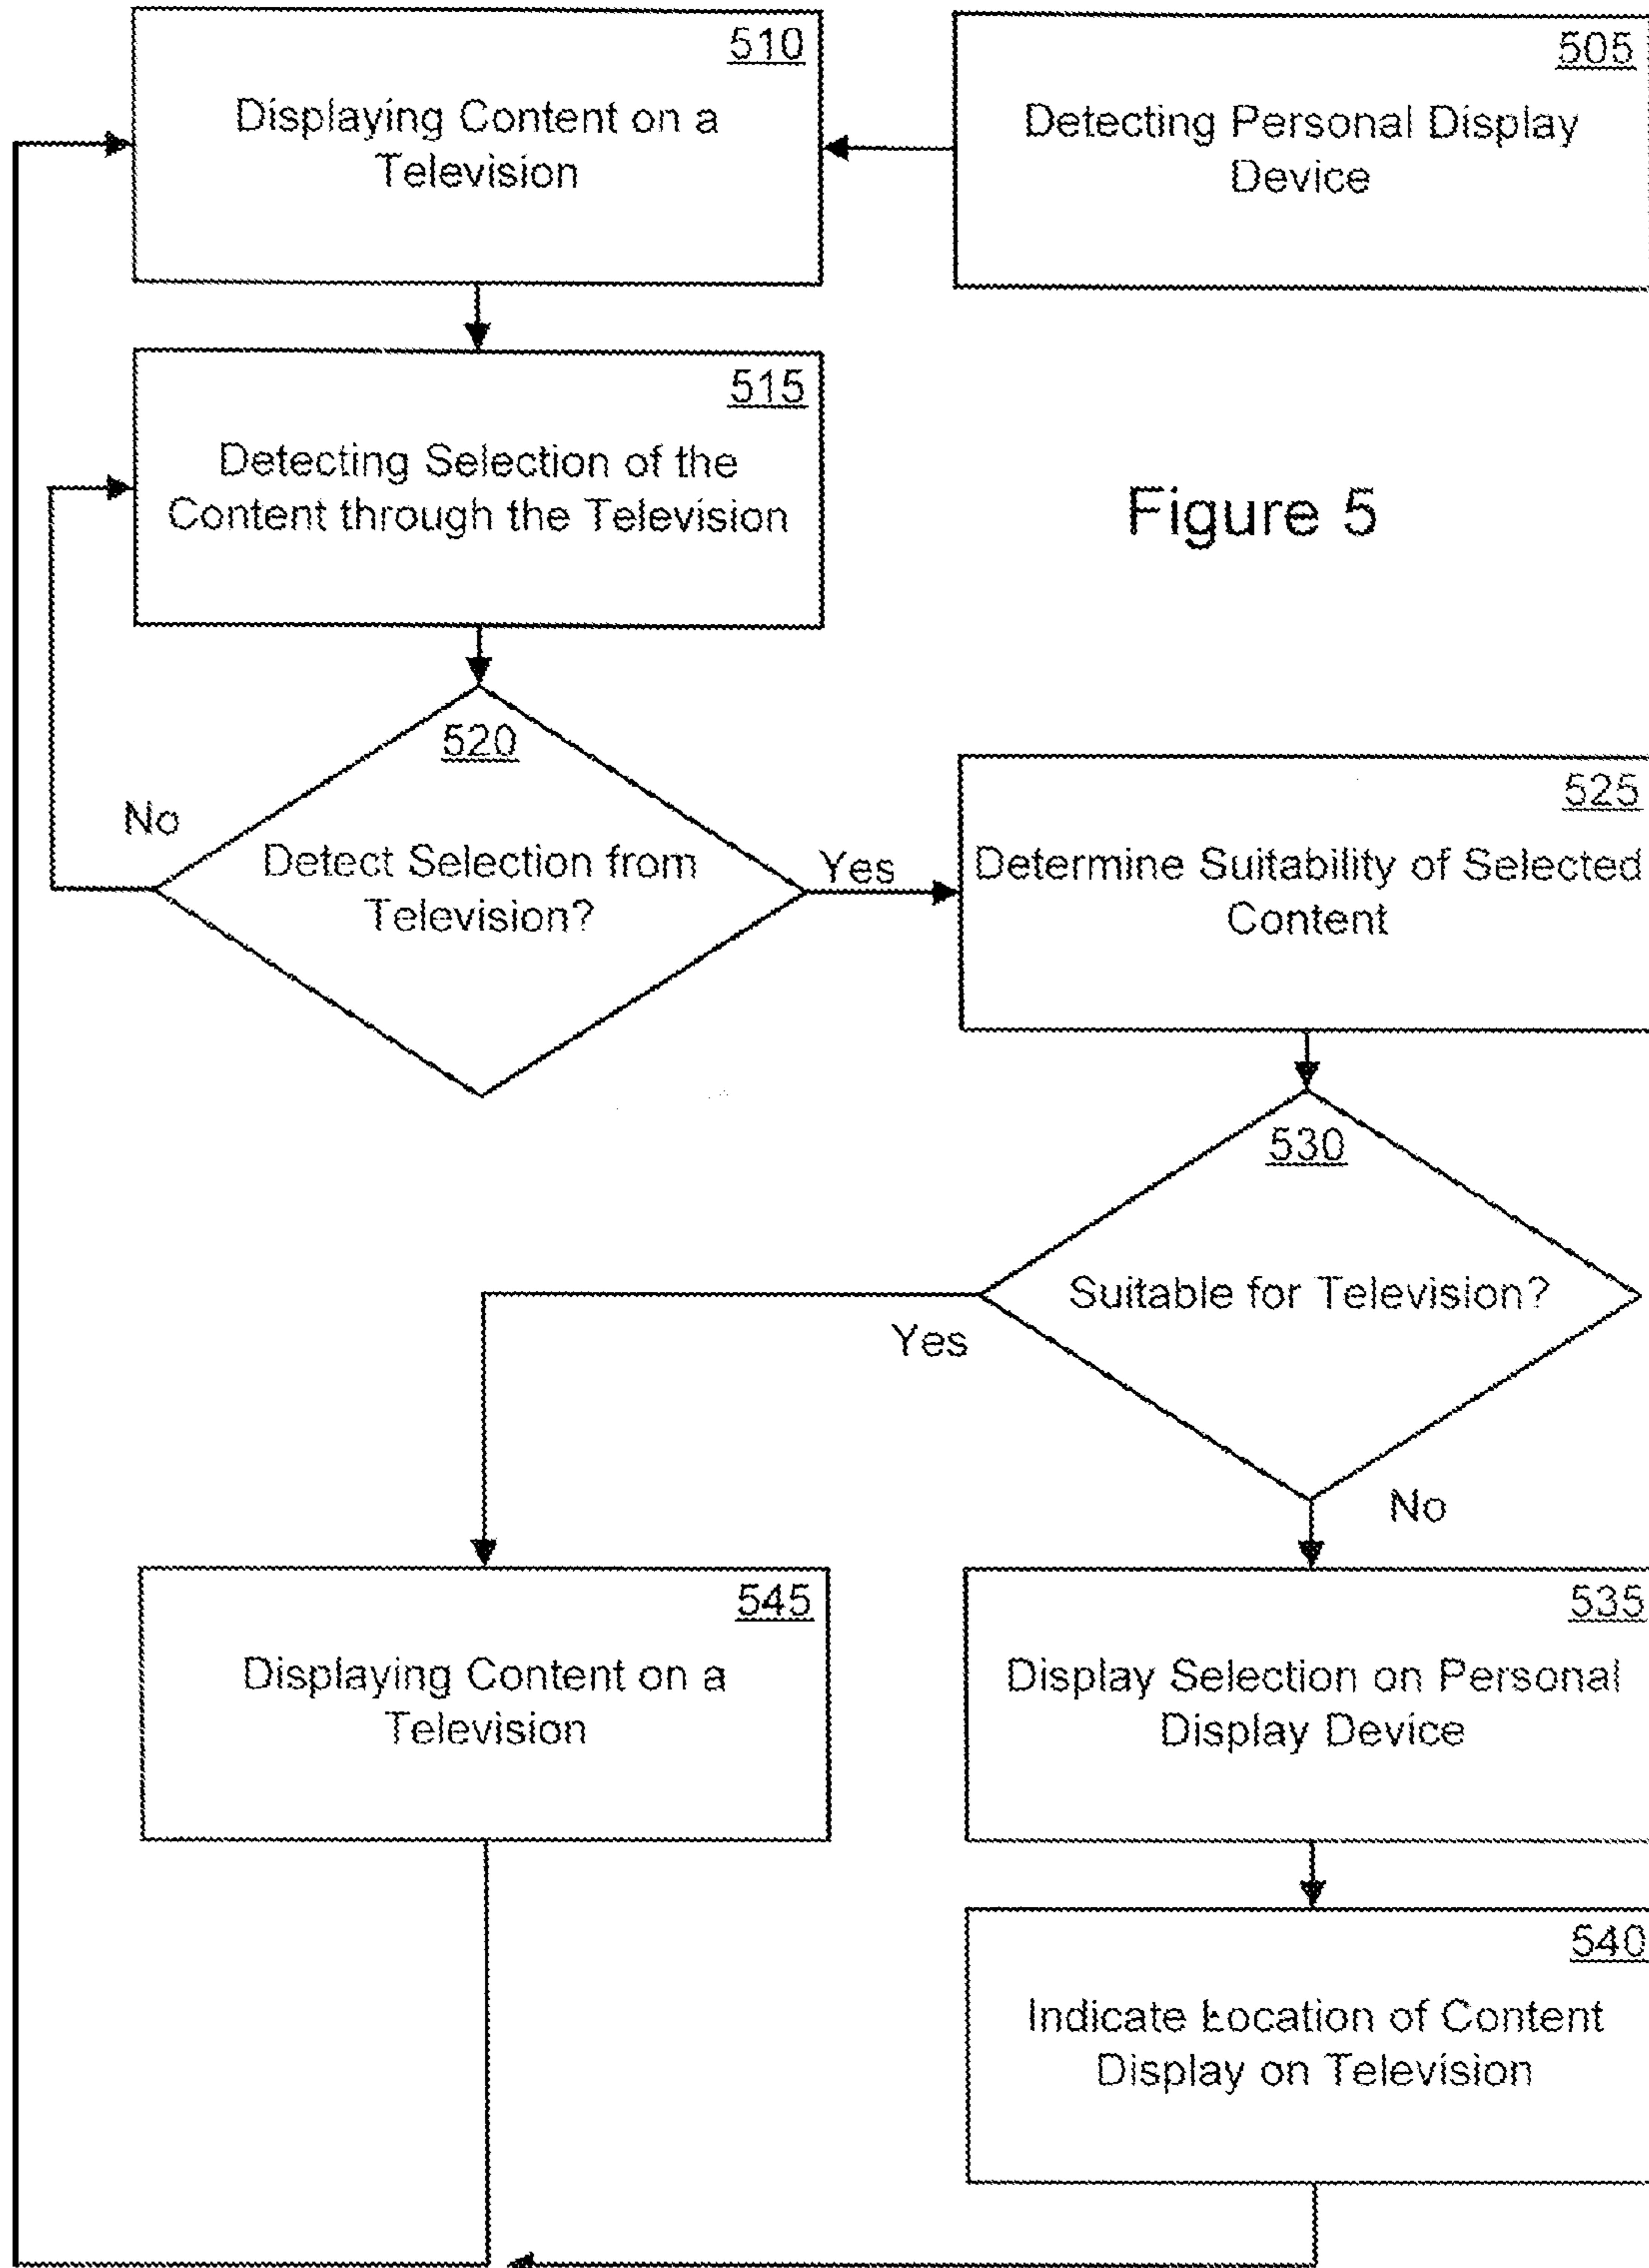 510
Displaying Content on a
Television
505
Detecting Personal Display
Device
515
Detecting Selection of the
Content through the Television
Figure 5
520
Detect Selection from
Television?
No
Yes
525
Determine Suitability of Selected
Content
530
Suitable for Television?
Yes
No
545
Displaying Content on a
Television
535
Display Selection on Personal
Display Device
540
Indicate Location of Content
Display on Television